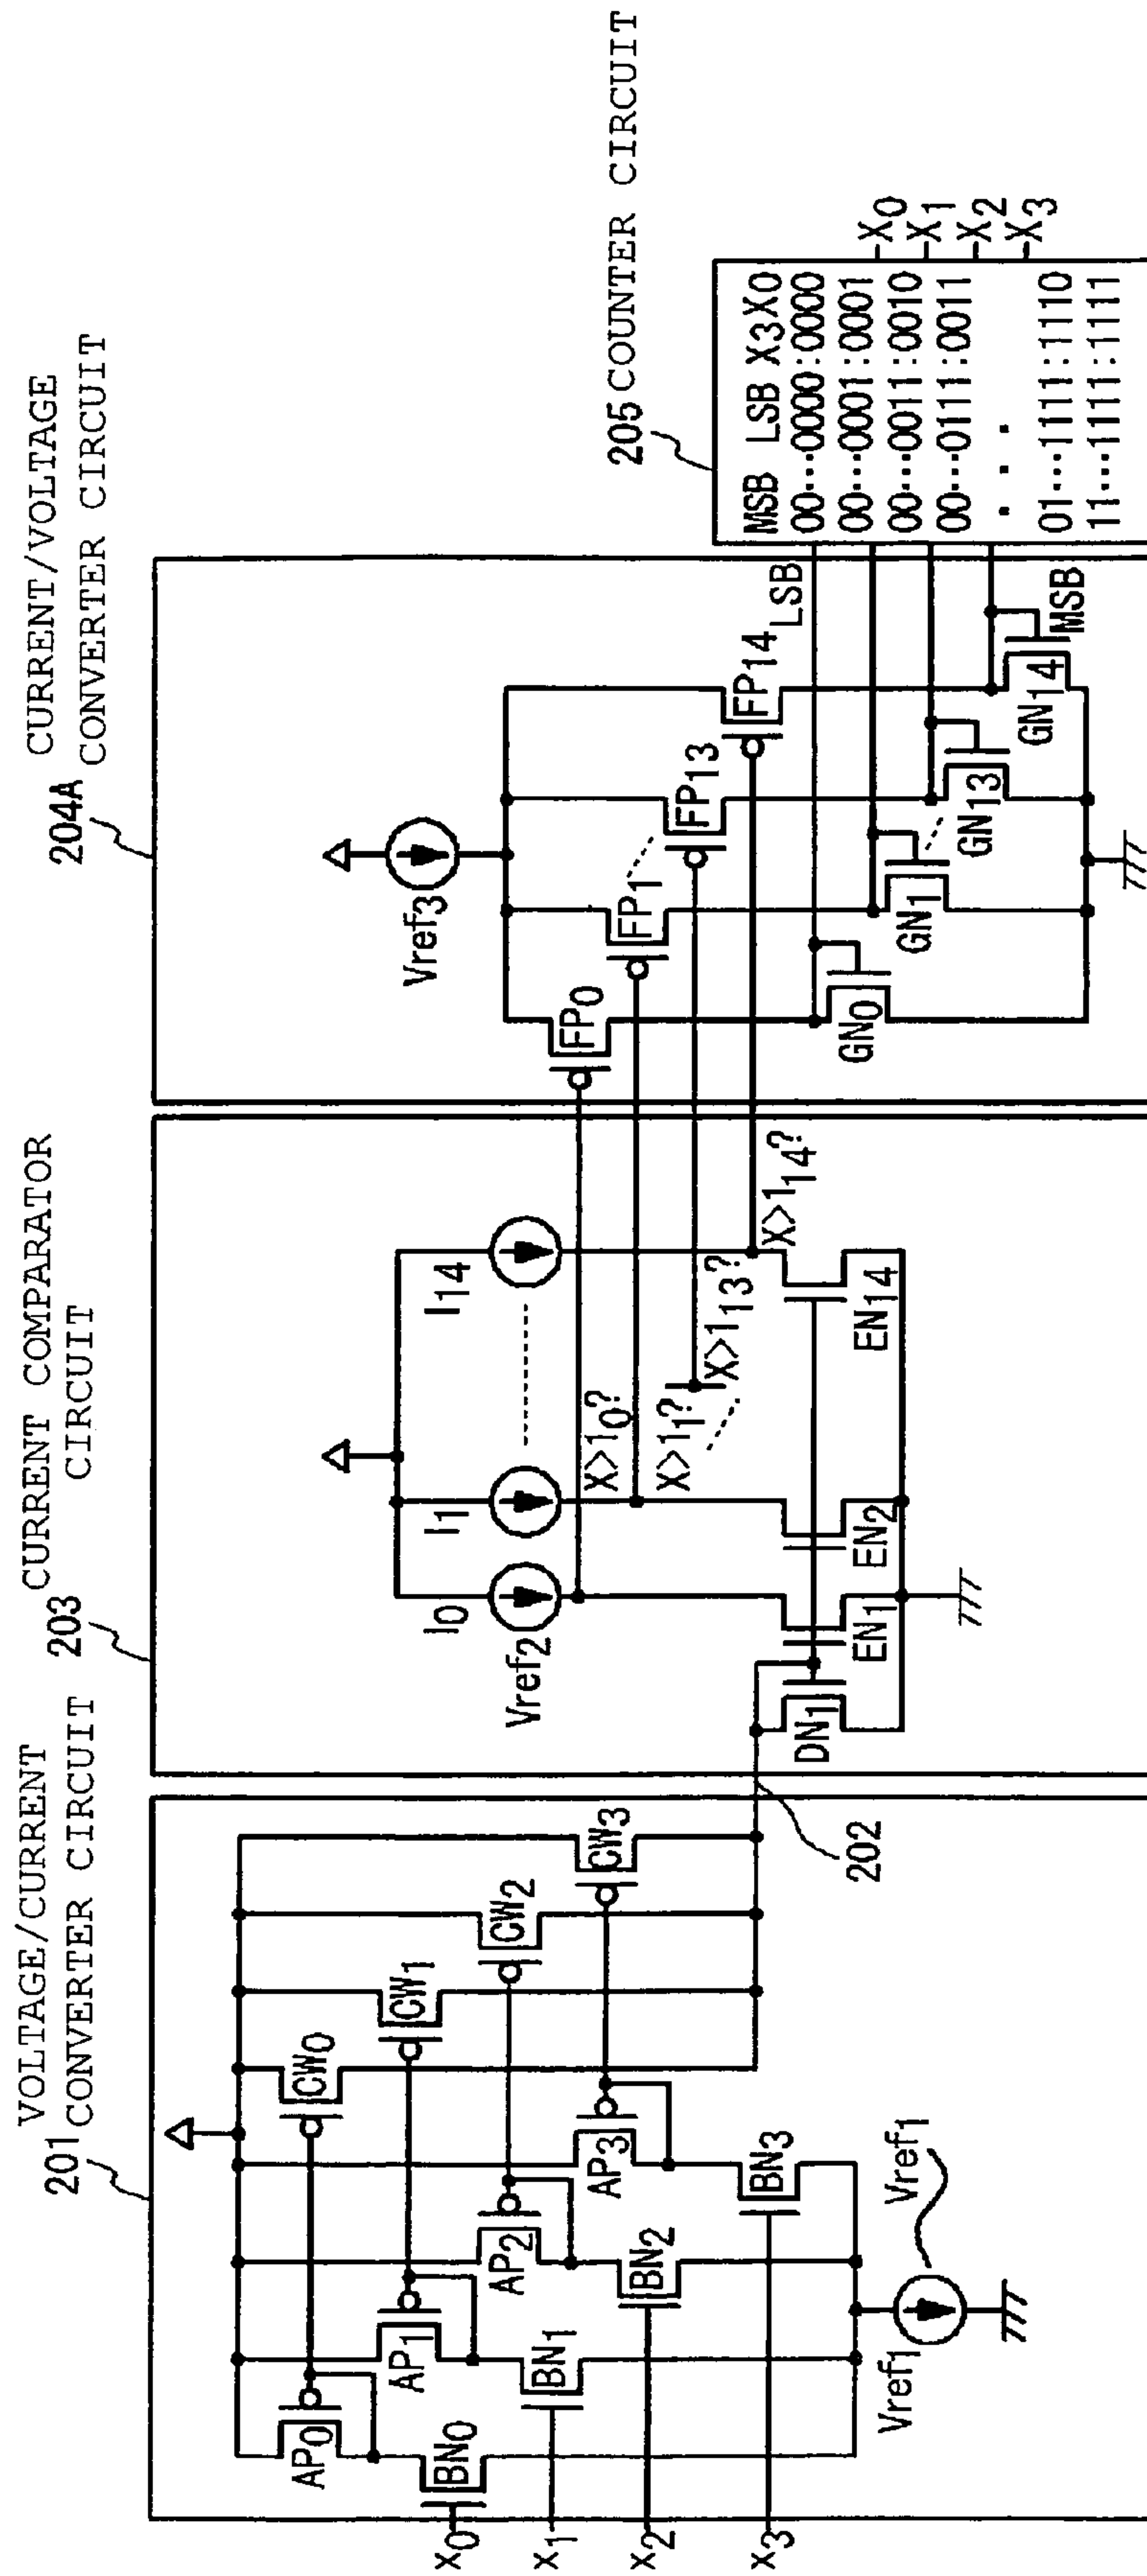 VOLTAGE/CURRENT
201 CONVERTER CIRCUIT
x0
x1
x2
x3
AP0
AP1
AP2
AP3
BN0
BN1
BN2
BN3
CW0
CW1
CW2
CW3
Vref1
Vref1
202
203 CURRENT COMPARATOR
CIRCUIT
I0
I1
I14
Vref2
X>10?
X>11?
X>113?
X>114?
DN1
EN1
EN2
EN14
CURRENT/VOLTAGE
204A CONVERTER CIRCUIT
Vref3
FP0
FP1
FP13
FP14
GN0
GN1
GN13
GN14
LSB
MSB
205 COUNTER CIRCUIT
MSB LSB X3X0
00···0000:0000
00···0001:0001
00···0011:0010
00···0111:0011
. . .
01···1111:1110
11···1111:1111
X0
X1
X2
X3